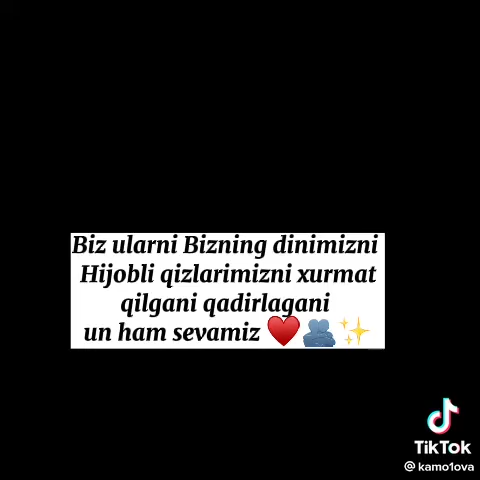 Biz ularni Bizning dinimizni
Hijobli qizlarimizni xurmat
qilgani qadirlagani
un ham sevamiz ♥️🫂✨
TikTok
@kamo1ova